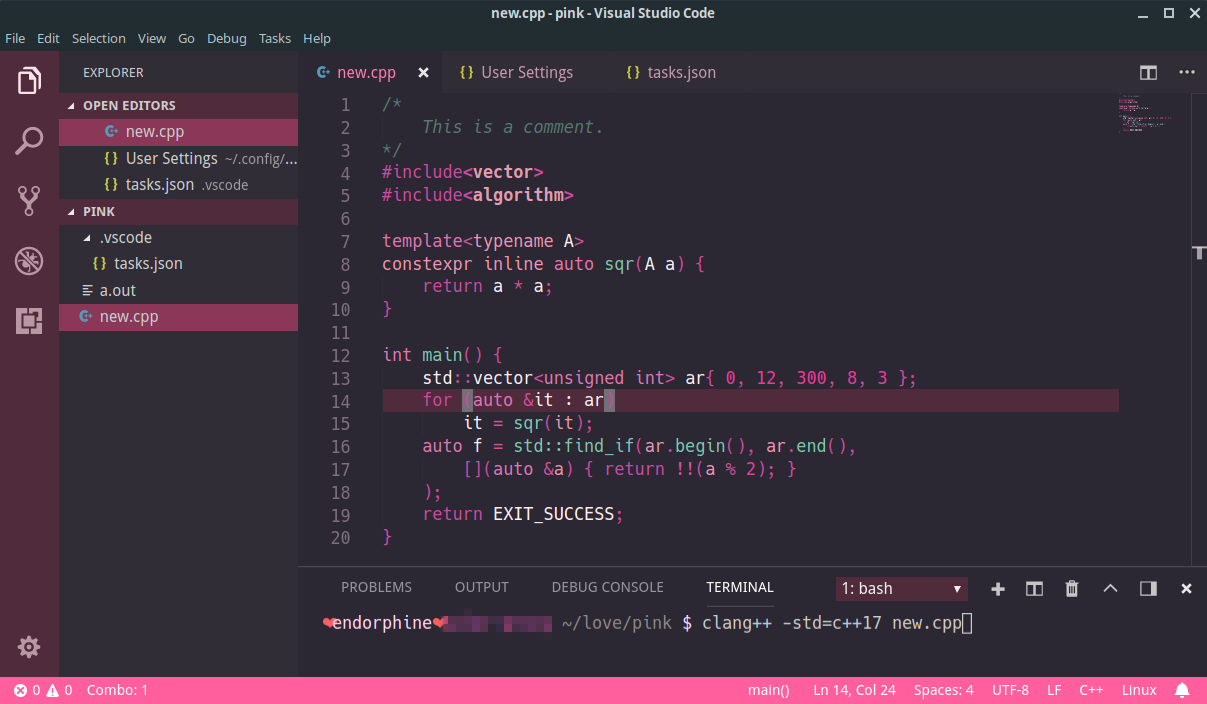 new.cpp - pink - Visual Studio Code
File Edit Selection View Go Debug Tasks Help
EXPLORER
OPEN EDITORS
new.cpp
User Settings ~/.config/...
tasks.json .vscode
PINK
.vscode
tasks.json
a.out
new.cpp
new.cpp User Settings tasks.json
1 /*
2     This is a comment.
3 */
4 #include<vector>
5 #include<algorithm>
6
7 template<typename A>
8 constexpr inline auto sqr(A a) {
9     return a * a;
10 }
11
12 int main() {
13     std::vector<unsigned int> ar{ 0, 12, 300, 8, 3 };
14     for (auto &it : ar)
15         it = sqr(it);
16     auto f = std::find_if(ar.begin(), ar.end(),
17         [](auto &a) { return !!(a % 2); }
18     );
19     return EXIT_SUCCESS;
20 }
PROBLEMS OUTPUT DEBUG CONSOLE TERMINAL 1: bash
❤endorphine❤ ~/love/pink $ clang++ -std=c++17 new.cpp
0 0 Combo: 1 main() Ln 14, Col 24 Spaces: 4 UTF-8 LF C++ Linux